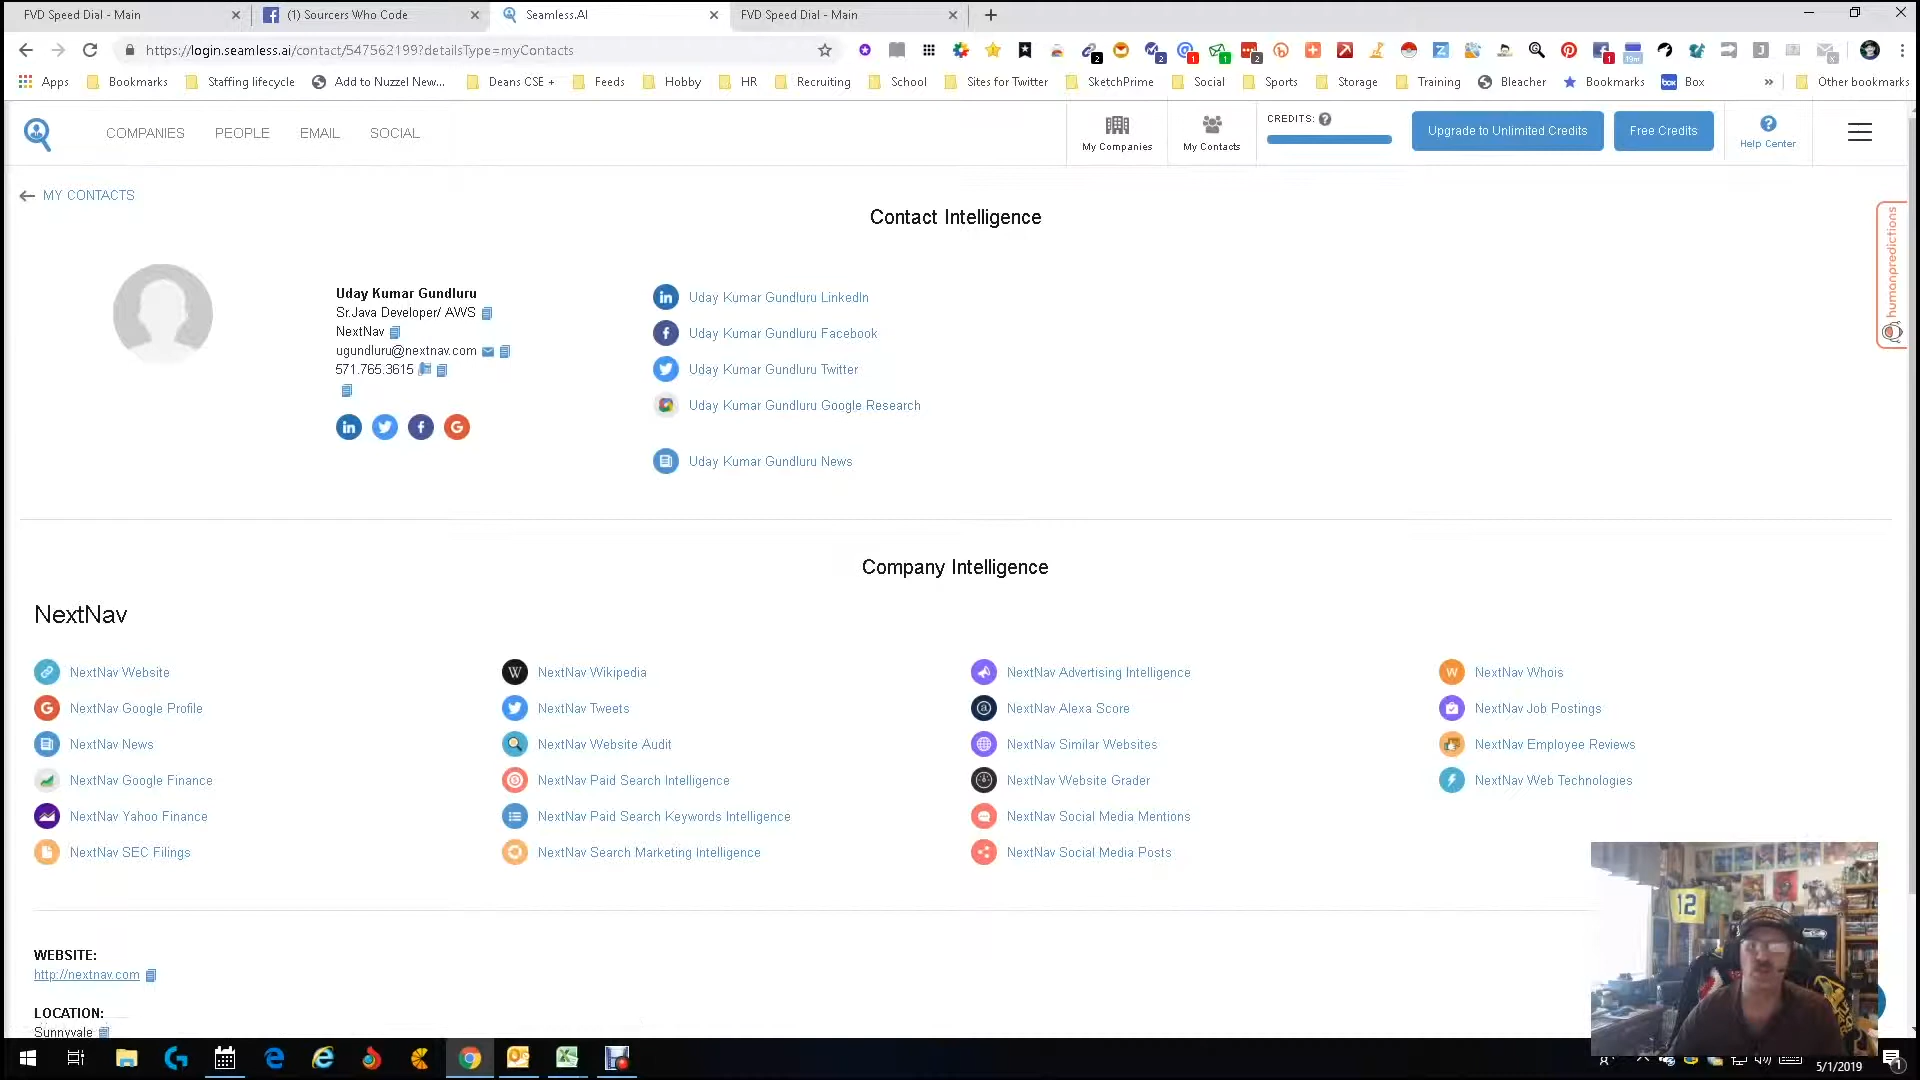 FVD Speed Dial - Main
(1) Sourcers Who Code
Seamless.AI
FVD Speed Dial - Main
https://login.seamless.ai/contact/547562199?detailsType=myContacts
Apps
Bookmarks
Staffing lifecycle
Add to Nuzzel New...
Deans CSE +
Feeds
Hobby
HR
Recruiting
School
Sites for Twitter
SketchPrime
Social
Sports
Storage
Training
Bleacher
Bookmarks
box
Box
Other bookmarks
COMPANIES
PEOPLE
EMAIL
SOCIAL
My Companies
My Contacts
CREDITS:
Upgrade to Unlimited Credits
Free Credits
Help Center
MY CONTACTS
Contact Intelligence
humanpredictions
Uday Kumar Gundluru
Sr.Java Developer/ AWS
NextNav
ugundluru@nextnav.com
571.765.3615
Uday Kumar Gundluru LinkedIn
Uday Kumar Gundluru Facebook
Uday Kumar Gundluru Twitter
Uday Kumar Gundluru Google Research
Uday Kumar Gundluru News
Company Intelligence
NextNav
NextNav Website
NextNav Google Profile
NextNav News
NextNav Google Finance
NextNav Yahoo Finance
NextNav SEC Filings
NextNav Wikipedia
NextNav Tweets
NextNav Website Audit
NextNav Paid Search Intelligence
NextNav Paid Search Keywords Intelligence
NextNav Search Marketing Intelligence
NextNav Advertising Intelligence
NextNav Alexa Score
NextNav Similar Websites
NextNav Website Grader
NextNav Social Media Mentions
NextNav Social Media Posts
NextNav Whois
NextNav Job Postings
NextNav Employee Reviews
NextNav Web Technologies
WEBSITE:
http://nextnav.com
LOCATION:
Sunnyvale
12
5/1/2019